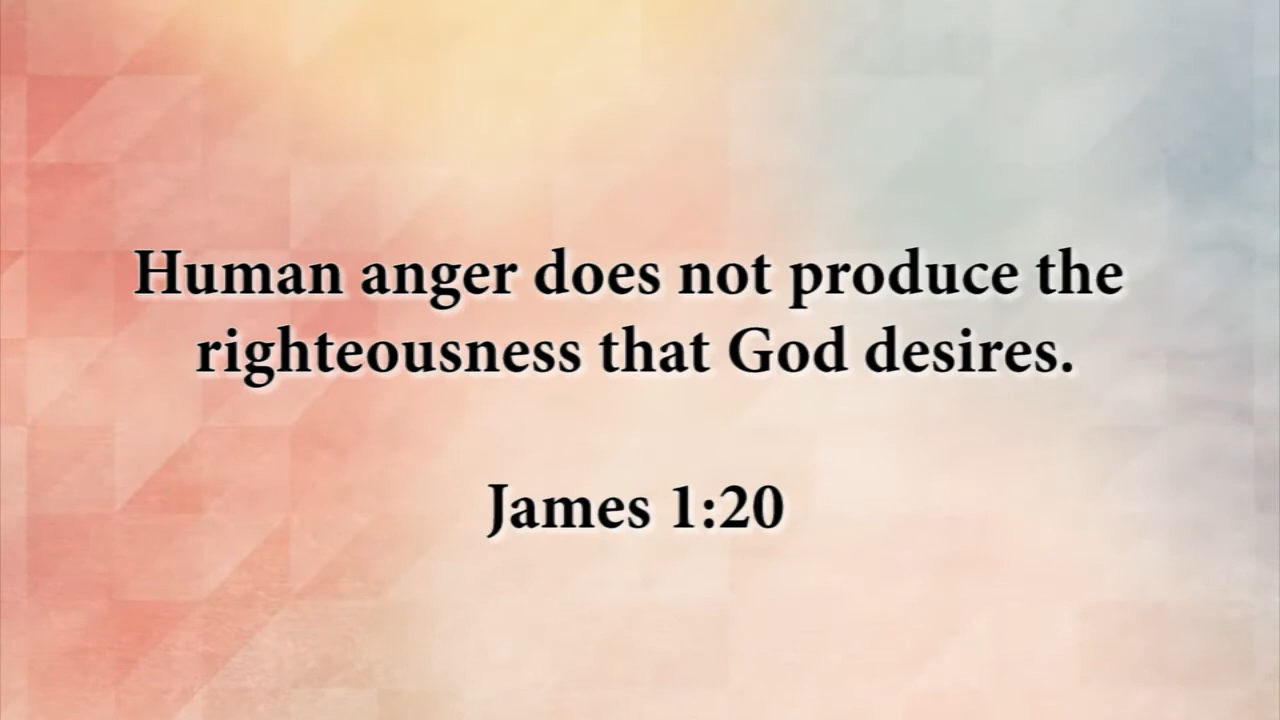 Human anger does not produce the
righteousness that God desires.
James 1:20